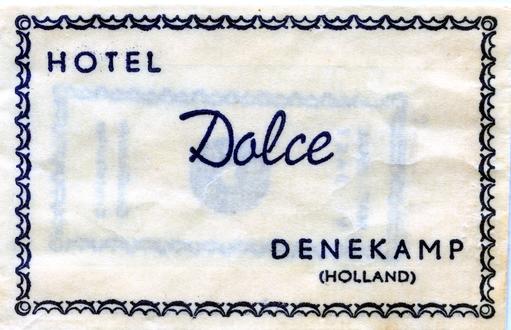 HOTEL
Dolce
DENEKAMP
(HOLLAND)